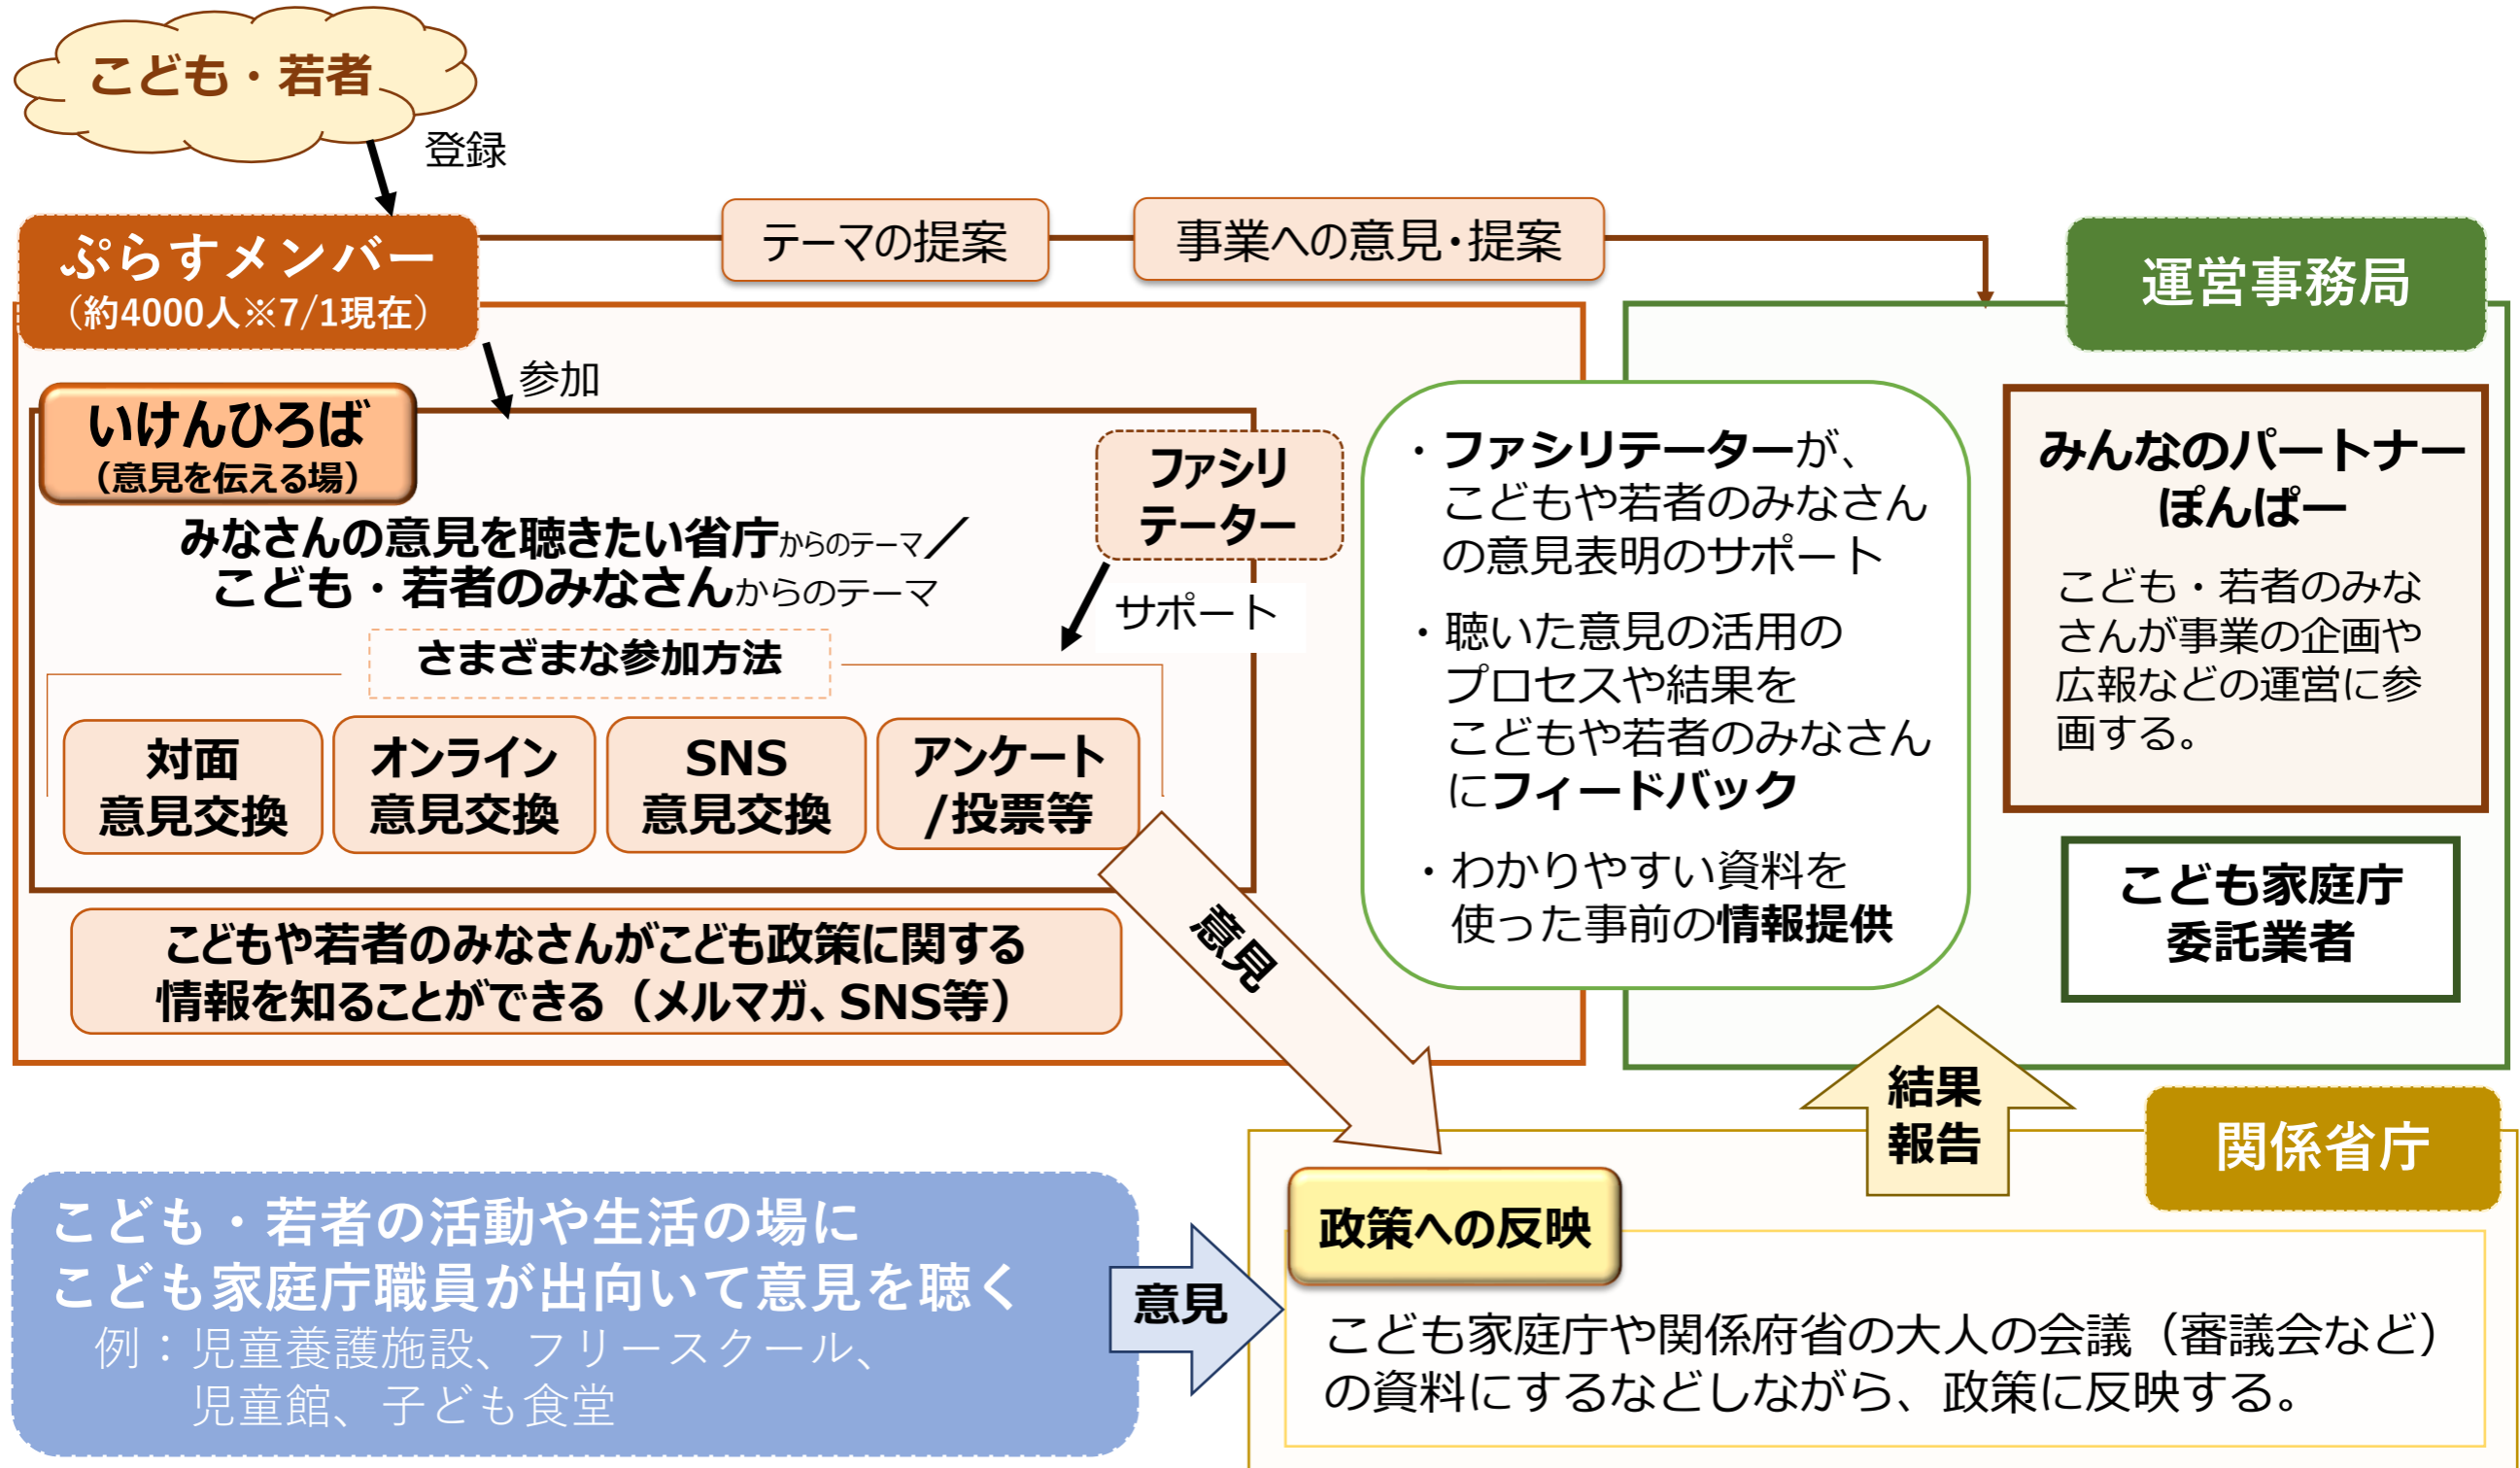 こども・若者
登録
ぷらすメンバー
（約4000人※7/1現在）
テーマの提案
事業への意見・提案
運営事務局
参加
いけんひろば
（意見を伝える場）
みなさんの意見を聴きたい省庁からのテーマ／
こども・若者のみなさんからのテーマ
ファシリ
テーター
サポート
さまざまな参加方法
対面
意見交換
オンライン
意見交換
SNS
意見交換
アンケート
/投票等
こどもや若者のみなさんがこども政策に関する
情報を知ることができる（メルマガ、SNS等）
・ファシリテーターが、
こどもや若者のみなさん
の意見表明のサポート
・聴いた意見の活用の
プロセスや結果を
こどもや若者のみなさん
にフィードバック
・わかりやすい資料を
使った事前の情報提供
みんなのパートナー
ぽんぱー
こども・若者のみな
さんが事業の企画や
広報などの運営に参
画する。
こども家庭庁
委託業者
意見
結果
報告
関係省庁
こども・若者の活動や生活の場に
こども家庭庁職員が出向いて意見を聴く
例：児童養護施設、フリースクール、
児童館、子ども食堂
意見
政策への反映
こども家庭庁や関係府省の大人の会議（審議会など）
の資料にするなどしながら、政策に反映する。